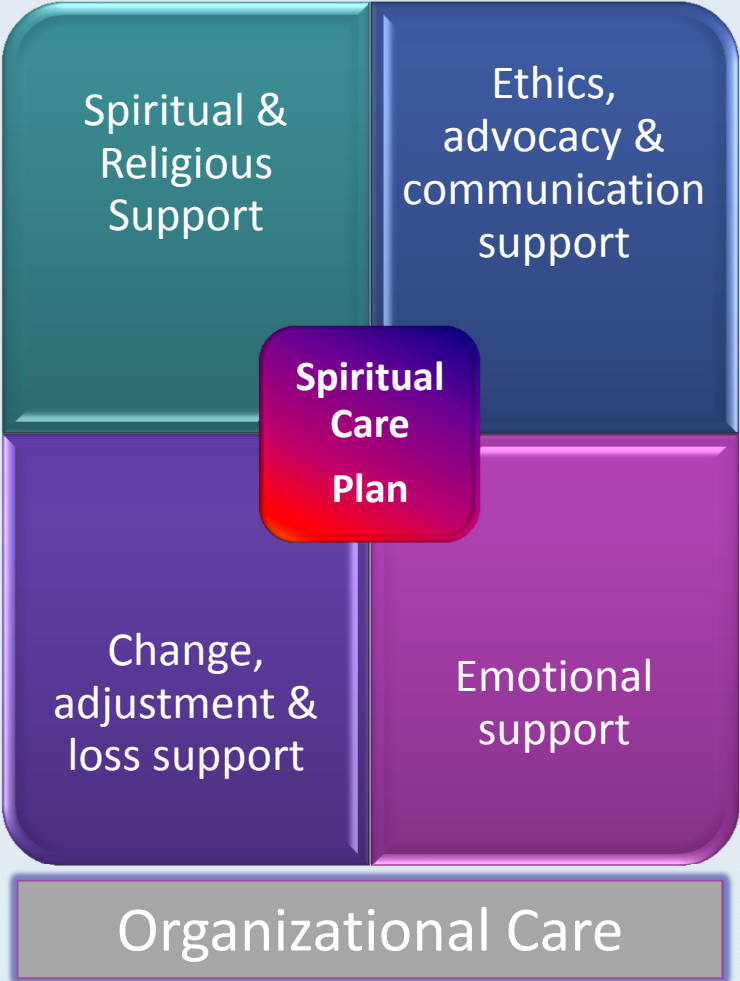 Spiritual &
Religious
Support
Ethics,
advocacy &
communication
support
Spiritual
Care
Plan
Change,
adjustment &
loss support
Emotional
support
Organizational Care